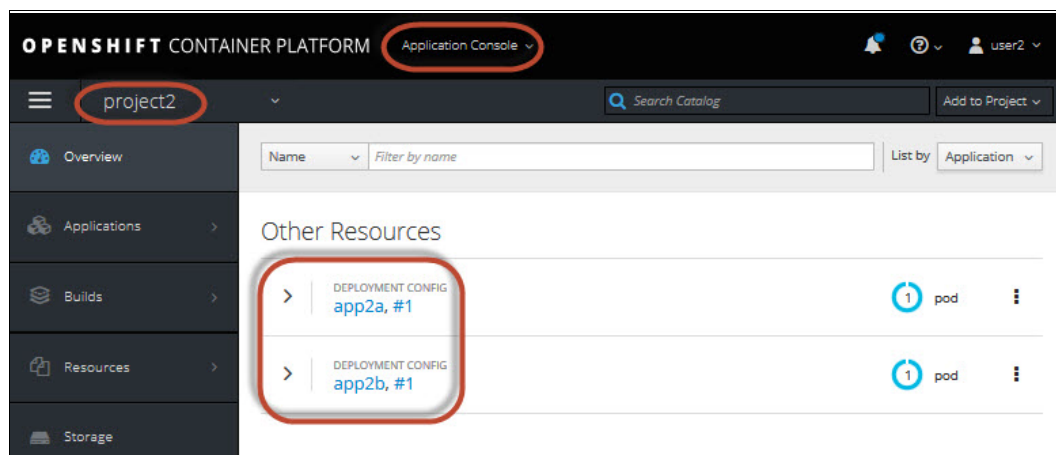 OPENSHIFT CONTAINER PLATFORM Application Console user2
project2 Search Catalog Add to Project
Overview Name Filter by name List by Application
Applications
Other Resources
Builds
DEPLOYMENT CONFIG
app2a, #1 1 pod
Resources
DEPLOYMENT CONFIG
app2b, #1 1 pod
Storage